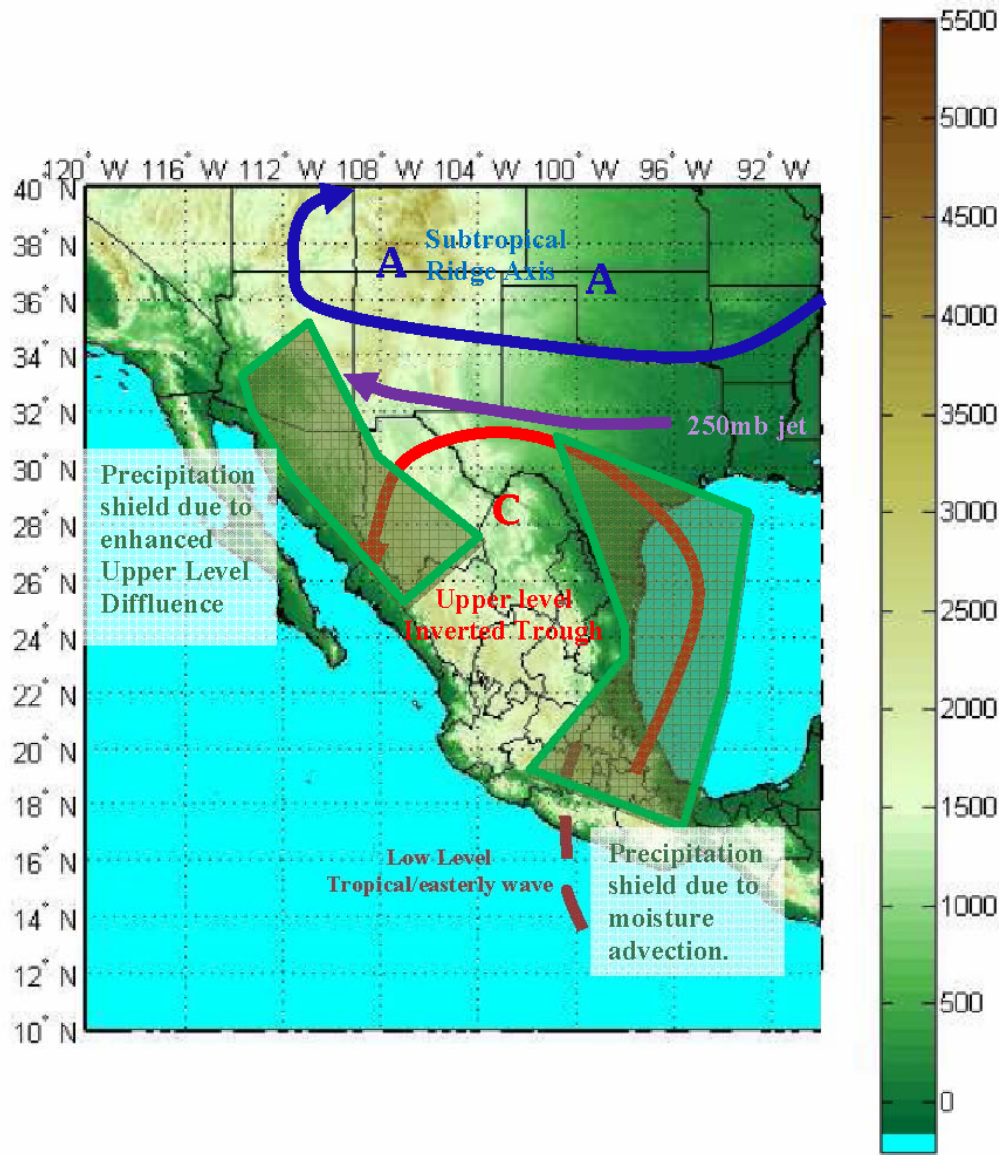 120° W 116° W 112° W 108° W 104° W 100° W 96° W 92° W
40° N
38° N
36° N
34° N
32° N
30° N
28° N
26° N
24° N
22° N
20° N
18° N
16° N
14° N
12° N
10° N
A
Subtropical
Ridge Axis
A
250mb jet
Precipitation
shield due to
enhanced
Upper Level
Diffluence
C
Upper level
Inverted Trough
Low Level
Tropical/easterly wave
Precipitation
shield due to
moisture
advection.
5500
5000
4500
4000
3500
3000
2500
2000
1500
1000
500
0